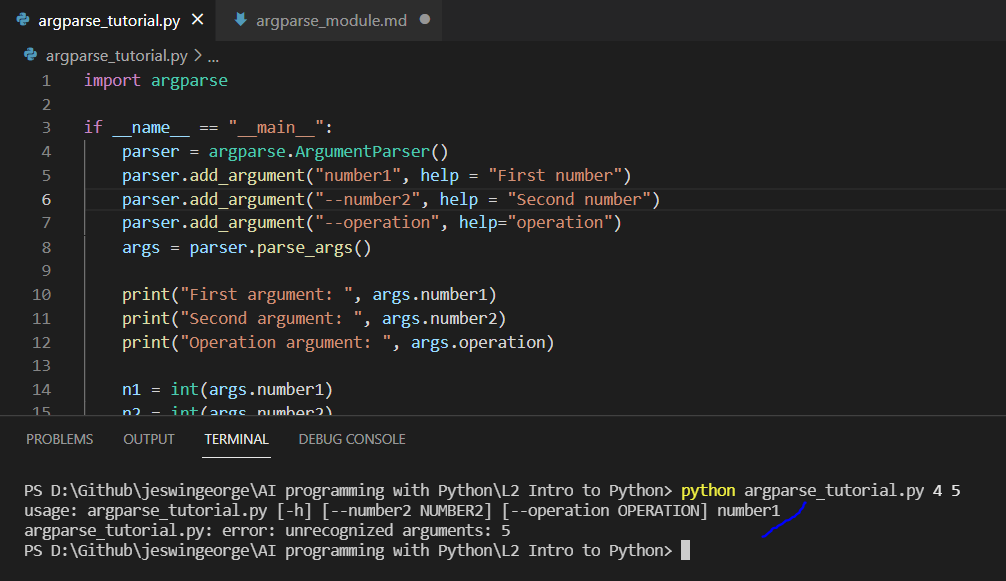 argparse_tutorial.py ✕ argparse_module.md ●
argparse_tutorial.py > ...
1 import argparse
2
3 if __name__ == "__main__":
4     parser = argparse.ArgumentParser()
5     parser.add_argument("number1", help = "First number")
6     parser.add_argument("--number2", help = "Second number")
7     parser.add_argument("--operation", help="operation")
8     args = parser.parse_args()
9
10     print("First argument: ", args.number1)
11     print("Second argument: ", args.number2)
12     print("Operation argument: ", args.operation)
13
14     n1 = int(args.number1)
15     n2 = int(args.number2)
PROBLEMS OUTPUT TERMINAL DEBUG CONSOLE
PS D:\Github\jeswingeorge\AI programming with Python\L2 Intro to Python> python argparse_tutorial.py 4 5
usage: argparse_tutorial.py [-h] [--number2 NUMBER2] [--operation OPERATION] number1
argparse_tutorial.py: error: unrecognized arguments: 5
PS D:\Github\jeswingeorge\AI programming with Python\L2 Intro to Python>